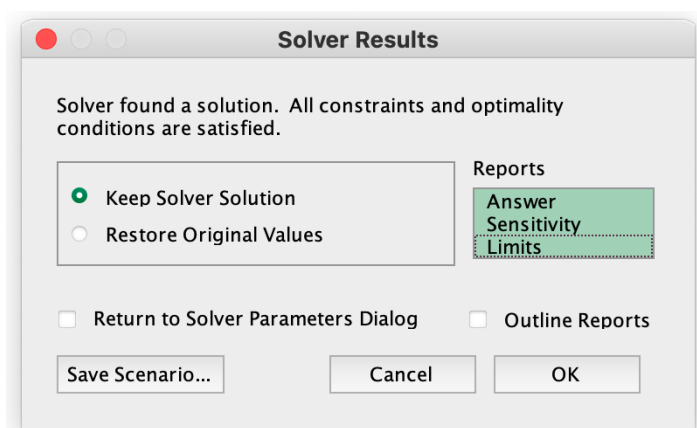 Solver Results
Solver found a solution.  All constraints and optimality
conditions are satisfied.
Keep Solver Solution
Restore Original Values
Reports
Answer
Sensitivity
Limits
Return to Solver Parameters Dialog
Outline Reports
Save Scenario...
Cancel
OK